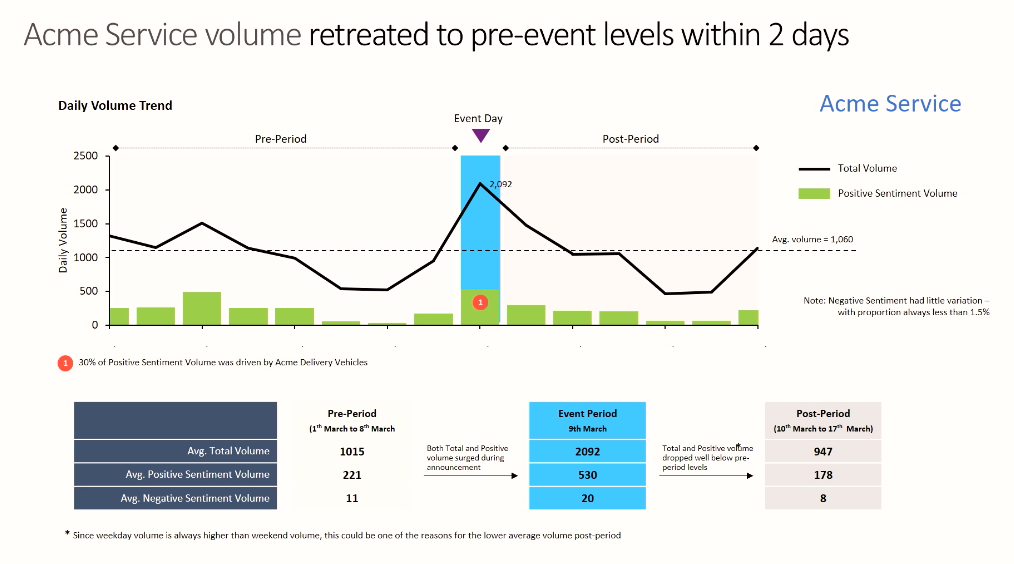 Acme Service volume retreated to pre-event levels within 2 days
Daily Volume Trend
Acme Service
Event Day
Pre-Period
Post-Period
2500
2000
1500
1000
500
0
Daily Volume
2,092
1
Total Volume
Positive Sentiment Volume
Avg. volume = 1,060
Note: Negative Sentiment had little variation –
with proportion always less than 1.5%
1 30% of Positive Sentiment Volume was driven by Acme Delivery Vehicles
Pre-Period
(1th March to 8th March
Event Period
9th March
Post-Period
(10th March to 17th March)
Avg. Total Volume
1015
2092
947
Avg. Positive Sentiment Volume
221
530
178
Avg. Negative Sentiment Volume
11
20
8
Both Total and Positive
volume surged during
announcement
Total and Positive volume*
dropped well below pre-
period levels
* Since weekday volume is always higher than weekend volume, this could be one of the reasons for the lower average volume post-period